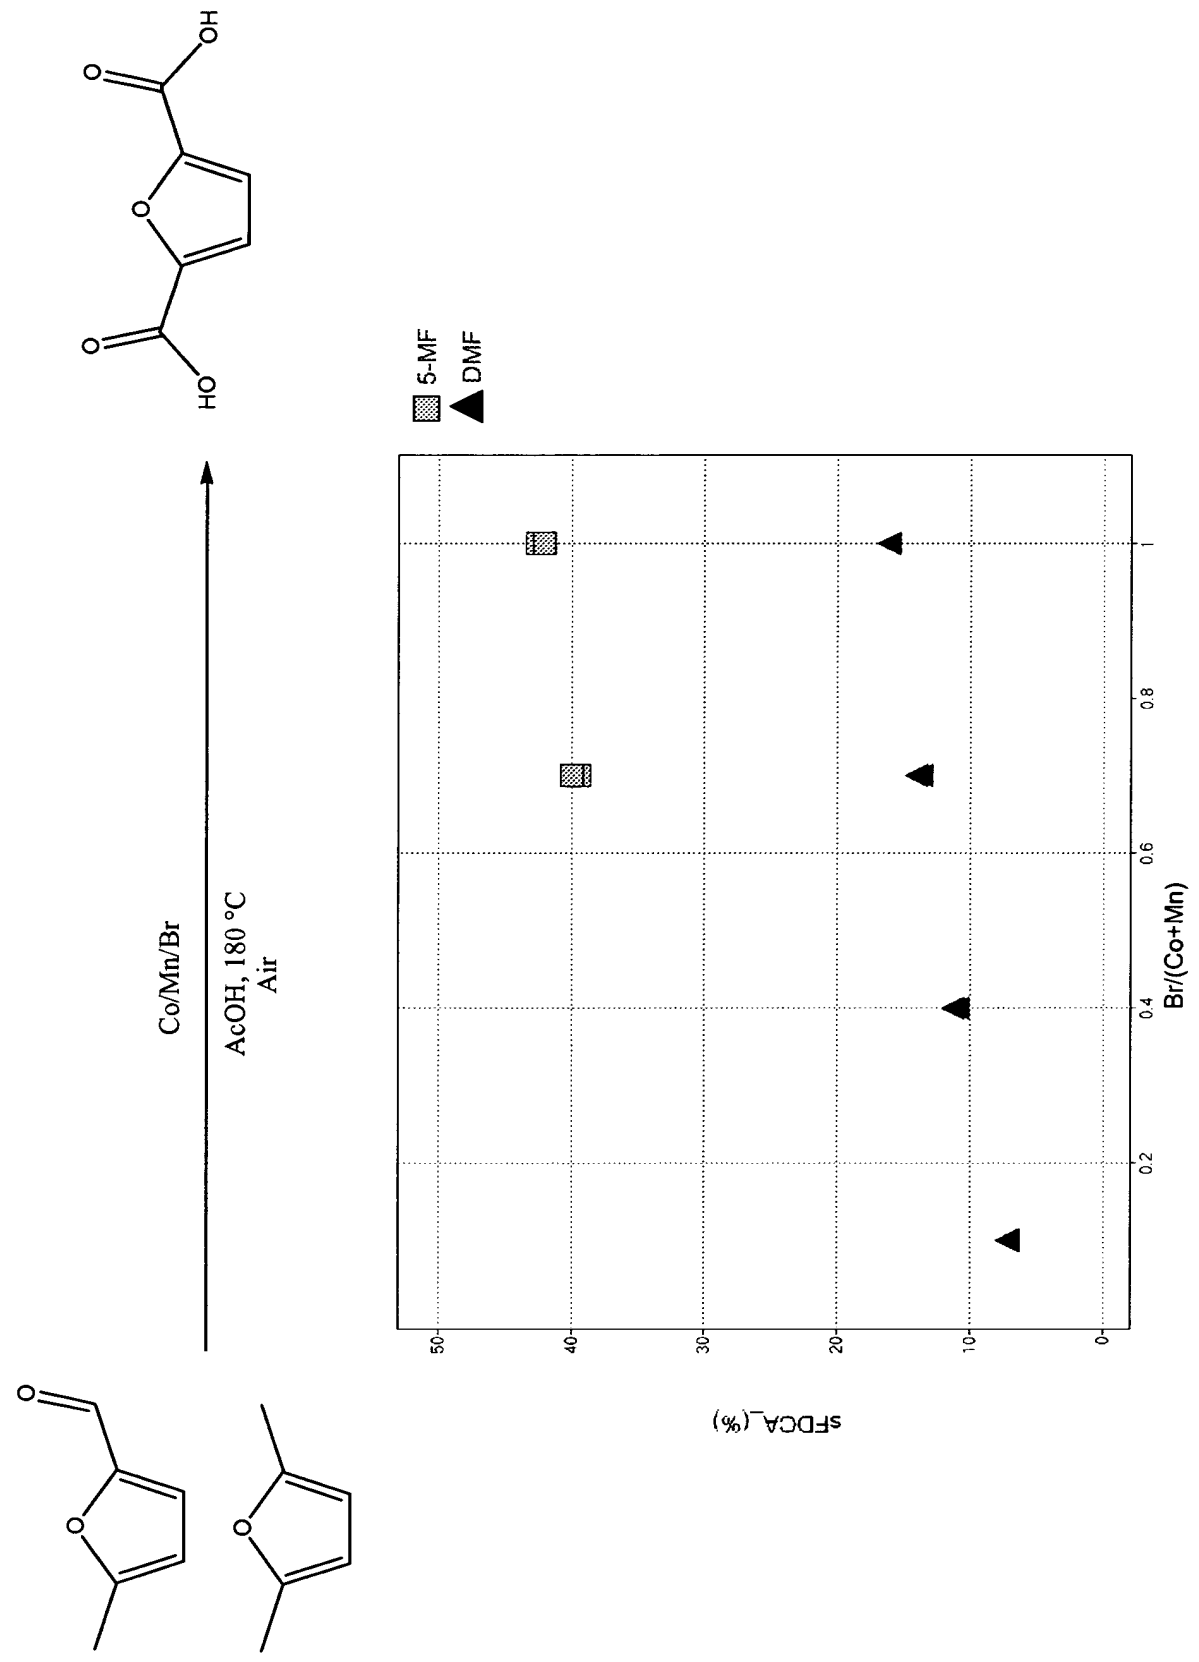 O
O
Co/Mn/Br
AcOH, 180 °C
Air
O
HO
O
O
OH
5-MF
DMF
sFDCA_(%)
50
40
30
20
10
0
0.2
0.4
0.6
0.8
1
Br/(Co+Mn)